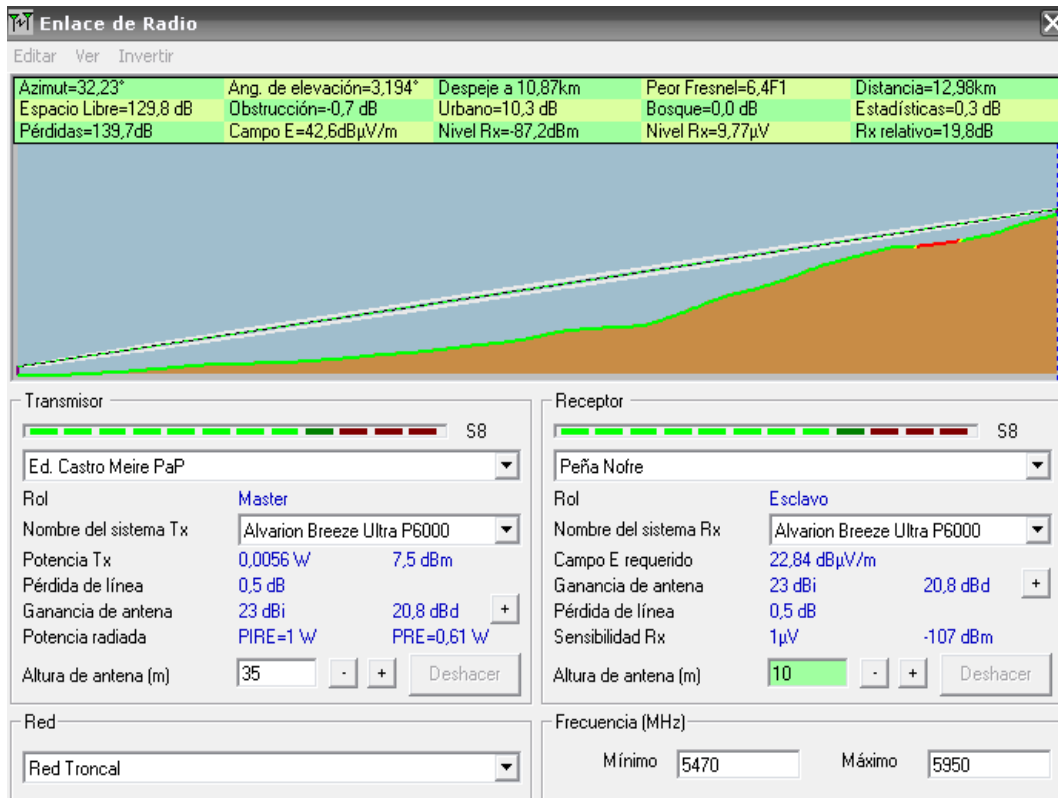 Enlace de Radio
Editar Ver Invertir
Azimut=32,23° Ang. de elevación=3,194° Despeje a 10,87km Peor Fresnel=6,4F1 Distancia=12,98km
Espacio Libre=129,8 dB Obstrucción=-0,7 dB Urbano=10,3 dB Bosque=0,0 dB Estadísticas=0,3 dB
Pérdidas=139,7dB Campo E=42,6dBµV/m Nivel Rx=-87,2dBm Nivel Rx=9,77µV Rx relativo=19,8dB
Transmisor
S8
Ed. Castro Meire PaP
Rol Master
Nombre del sistema Tx Alvarion Breeze Ultra P6000
Potencia Tx 0,0056 W 7,5 dBm
Pérdida de línea 0,5 dB
Ganancia de antena 23 dBi 20,8 dBd +
Potencia radiada PIRE=1 W PRE=0,61 W
Altura de antena (m) 35 - + Deshacer
Red
Red Troncal
Receptor
S8
Peña Nofre
Rol Esclavo
Nombre del sistema Rx Alvarion Breeze Ultra P6000
Campo E requerido 22,84 dBµV/m
Ganancia de antena 23 dBi 20,8 dBd +
Pérdida de línea 0,5 dB
Sensibilidad Rx 1µV -107 dBm
Altura de antena (m) 10 - + Deshacer
Frecuencia (MHz)
Mínimo 5470 Máximo 5950